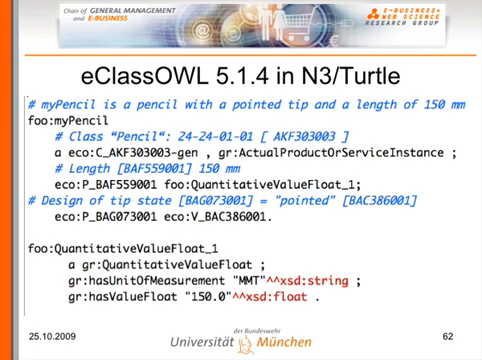 Chair of GENERAL MANAGEMENT
and E-BUSINESS
E-BUSINESS+
WEB SCIENCE
RESEARCH GROUP
eClassOWL 5.1.4 in N3/Turtle
# myPencil is a pencil with a pointed tip and a length of 150 mm
foo:myPencil
# Class “Pencil“: 24-24-01-01 [ AKF303003 ]
a eco:C_AKF303003-gen , gr:ActualProductOrServiceInstance ;
# Length [BAF559001] 150 mm
eco:P_BAF559001 foo:QuantitativeValueFloat_1;
# Design of tip state [BAG073001] = "pointed" [BAC386001]
eco:P_BAG073001 eco:V_BAC386001.
foo:QuantitativeValueFloat_1
a gr:QuantitativeValueFloat ;
gr:hasUnitOfMeasurement "MMT"^^xsd:string ;
gr:hasValueFloat "150.0"^^xsd:float .
25.10.2009
der Bundeswehr
Universität München
62